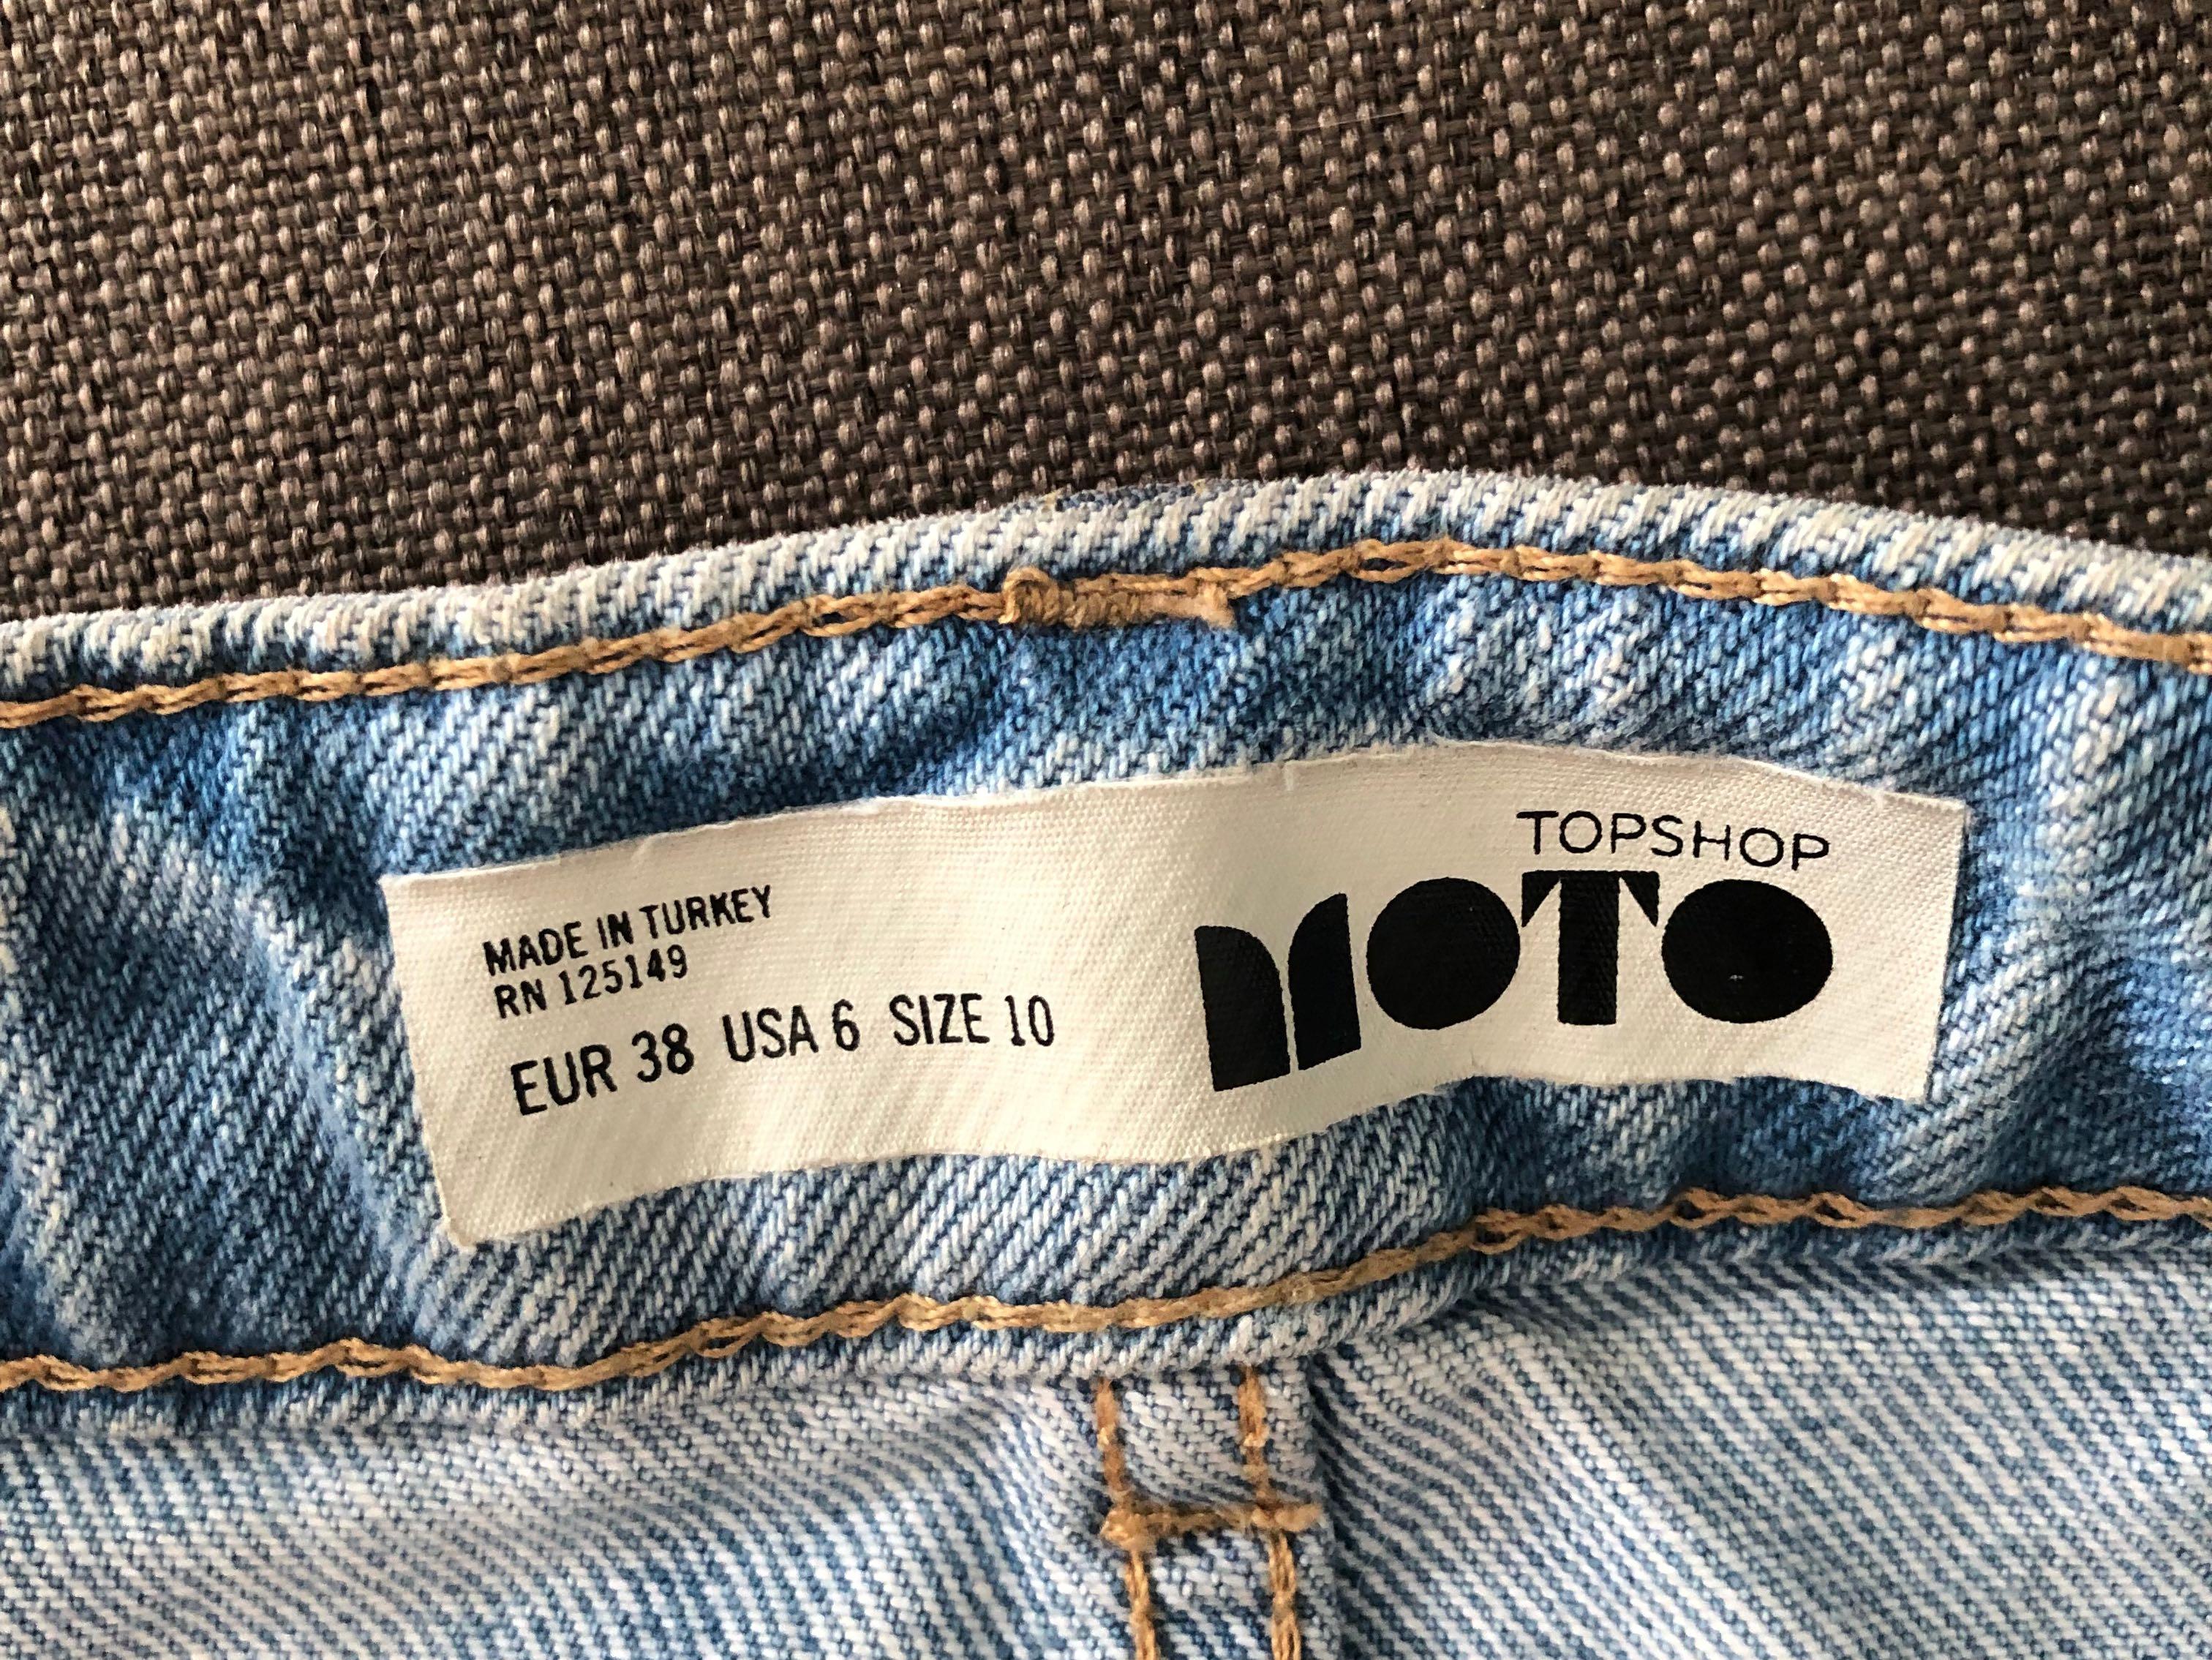 MADE IN TURKEY
RN 125149
EUR 38 USA 6 SIZE 10
TOPSHOP
MOTO